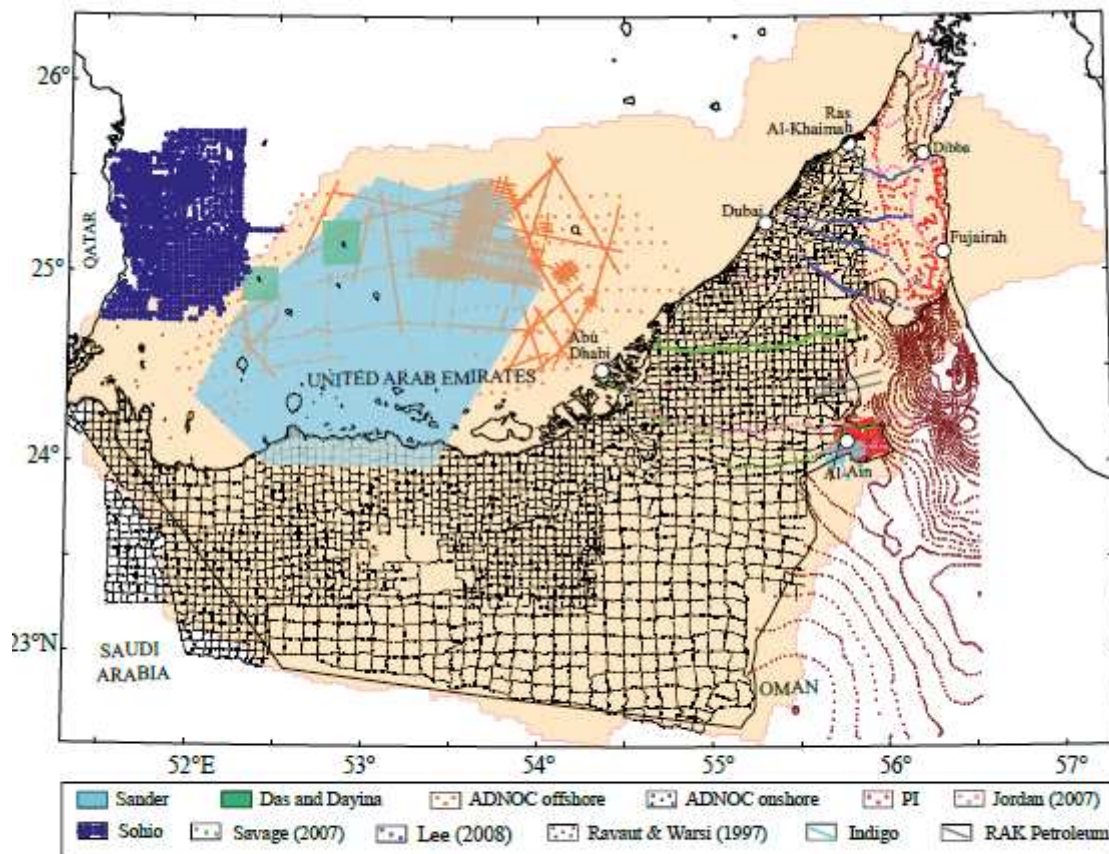 26°
Ras
Al-Khaimah
Dibba
QATAR
Dubai
Fujairah
25°
Abu
Dhabi
UNITED ARAB EMIRATES
24°
Al-Ain
23°N
SAUDI
ARABIA
OMAN
52°E 53° 54° 55° 56° 57°
Sander Das and Dayina ADNOC offshore ADNOC onshore PI Jordan (2007)
Sohio Savage (2007) Lee (2008) Ravaut & Warsi (1997) Indigo RAK Petroleum